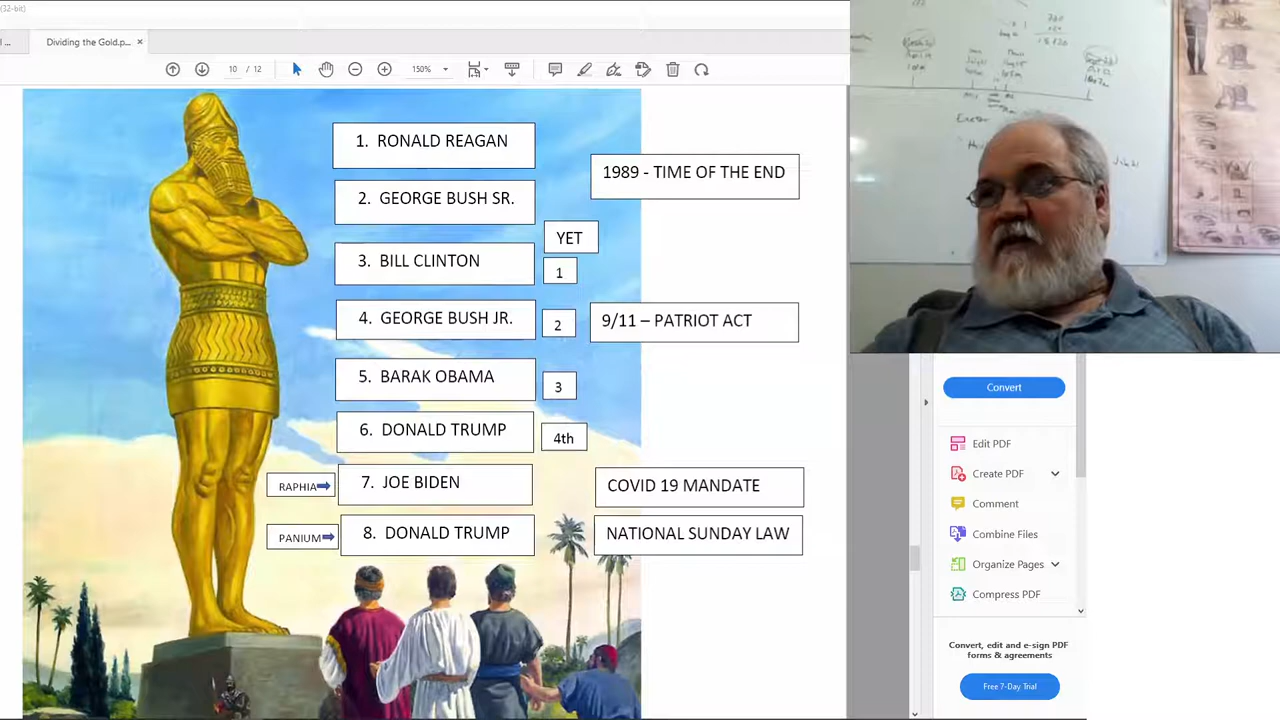 (32-bit)
l ...
Dividing the Gold.p...
×
10 / 12
150%
1. RONALD REAGAN
1989 - TIME OF THE END
2. GEORGE BUSH SR.
YET
3. BILL CLINTON
1
4. GEORGE BUSH JR.
2
9/11 – PATRIOT ACT
5. BARAK OBAMA
3
6. DONALD TRUMP
4th
RAPHIA
7. JOE BIDEN
COVID 19 MANDATE
PANIUM
8. DONALD TRUMP
NATIONAL SUNDAY LAW
Convert
Edit PDF
Create PDF
Comment
Combine Files
Organize Pages
Compress PDF
Convert, edit and e-sign PDF
forms & agreements
Free 7-Day Trial